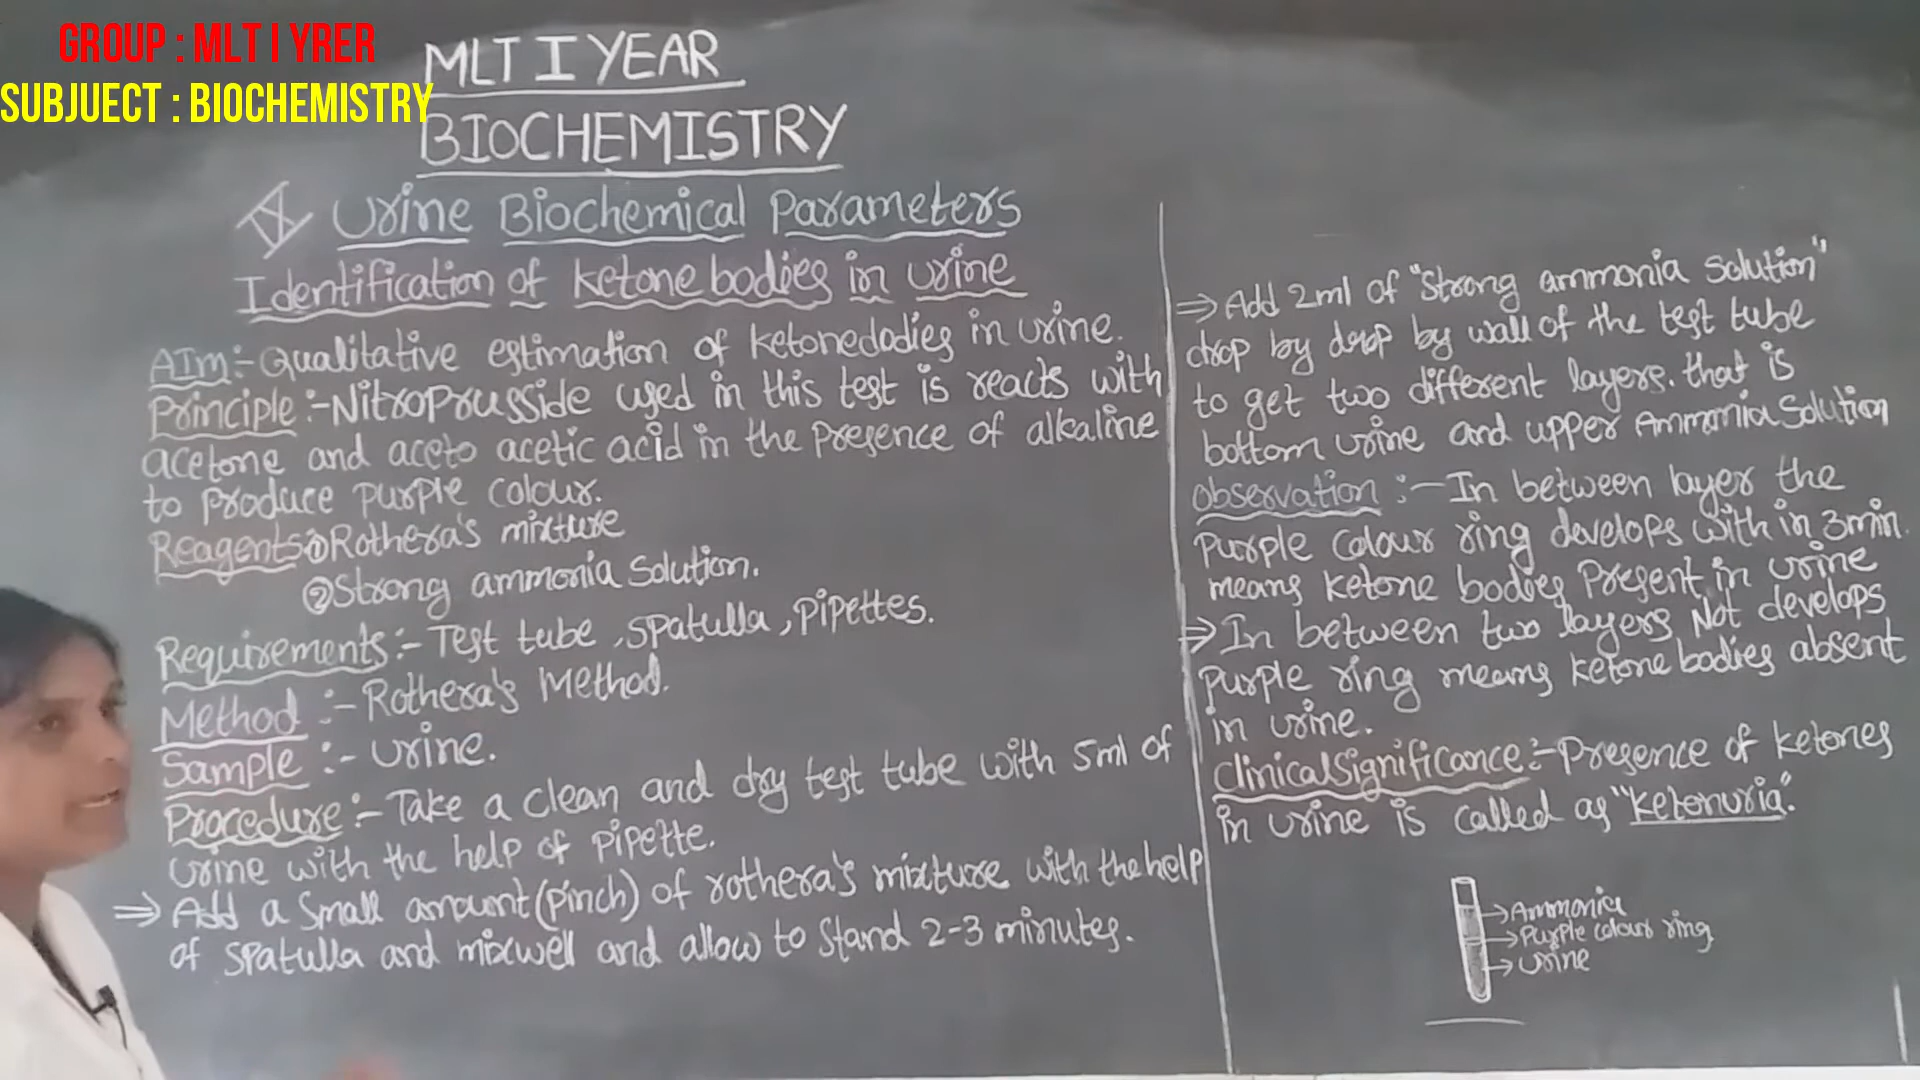 GROUP : MLT I YRER
SUBJUECT : BIOCHEMISTRY
MLT I YEAR
BIOCHEMISTRY
IX Urine Biochemical Parameters
Identification of ketone bodies in urine
AIm:- Qualitative estimation of ketonedodies in urine.
Principle:- Nitroprusside used in this test is reacts with
acetone and aceto acetic acid in the presence of alkaline
to produce purple colour.
Reagents:- ① Rothera's mixture
② Strong ammonia solution.
Requirements:- Test tube, spatulla, pipettes.
Method:- Rothera's Method.
Sample:- urine.
Procedure:- Take a clean and dry test tube with 5ml of
urine with the help of pipette.
⇒ Add a small amount (pinch) of rothera's mixture with the help
of spatulla and mixwell and allow to stand 2-3 minutes.
⇒ Add 2ml of "Strong ammonia solution"
drop by drop by wall of the test tube
to get two different layers. that is
bottom urine and upper Ammonia Solution
observation:- In between layer the
purple colour ring develops with in 3min.
means ketone bodies present in urine
⇒ In between two layers Not develops
purple ring means ketone bodies absent
in urine.
clinicalsignificance:- Presence of ketones
in urine is called as "ketonuria".
→ Ammonia
→ Purple colour ring
→ urine